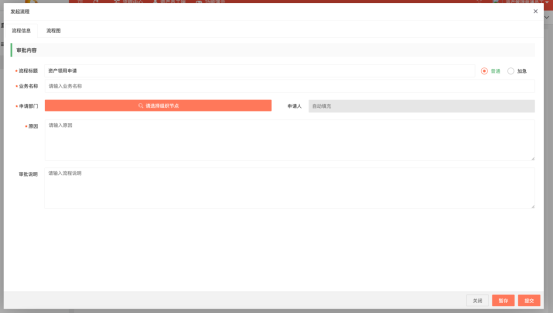 发起流程
流程信息 流程图
审批内容
*流程标题 资产领用申请 普通 加急
*业务名称 请输入业务名称
*申请部门 请选择组织节点 申请人 自动填充
*原因 请输入原因
审批说明 请输入流程说明
关闭 暂存 提交